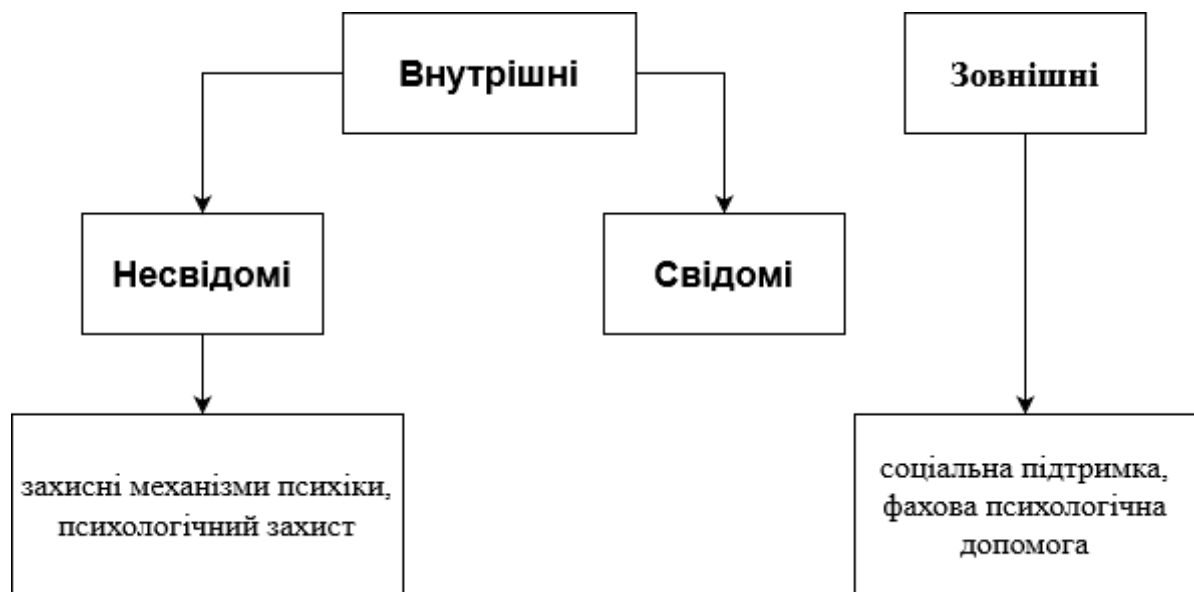 Внутрішні
Зовнішні
Несвідомі
Свідомі
захисні механізми психіки,
психологічний захист
соціальна підтримка,
фахова психологічна
допомога